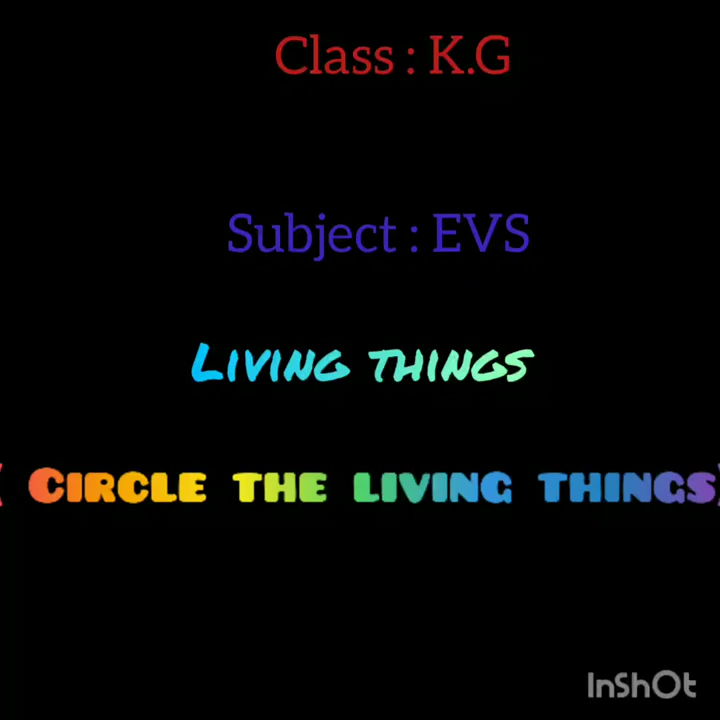 Class : K.G
Subject : EVS
LIVING THINGS
( CIRCLE THE LIVING THINGS)
InShOt